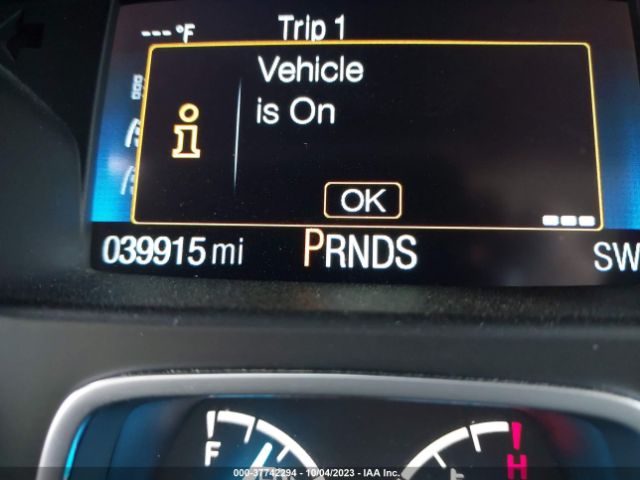 ---°F Trip 1
Vehicle
is On
i
OK
039915 mi PRNDS SW
F H
000-37742294 - 10/04/2023 - IAA Inc.